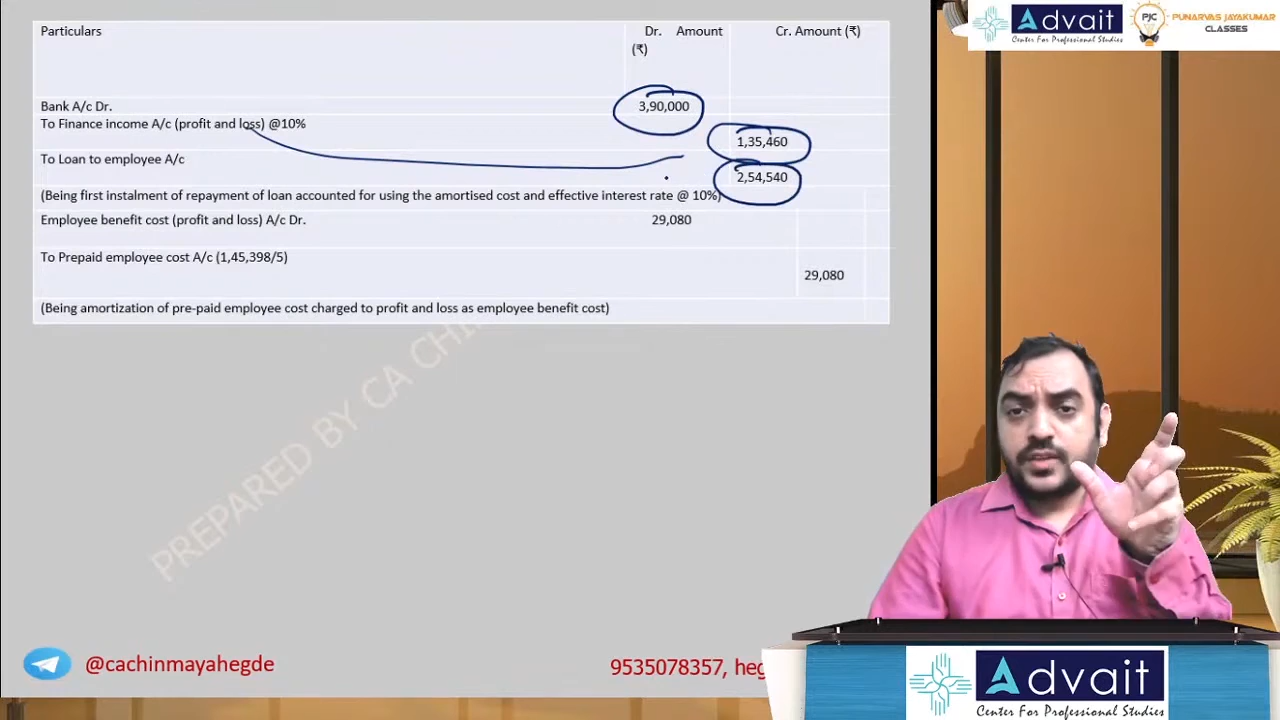 Particulars
Dr. Amount
(₹)
Cr. Amount (₹)
Bank A/c Dr.
3,90,000
To Finance income A/c (profit and loss) @10%
1,35,460
To Loan to employee A/c
2,54,540
(Being first instalment of repayment of loan accounted for using the amortised cost and effective interest rate @ 10%)
Employee benefit cost (profit and loss) A/c Dr.
29,080
To Prepaid employee cost A/c (1,45,398/5)
29,080
(Being amortization of pre-paid employee cost charged to profit and loss as employee benefit cost)
PREPARED BY CA CHI
@cachinmayahegde
9535078357, heg
Advait
Center For Professional Studies
PJC
PUNARVAS JAYAKUMAR
CLASSES
Advait
Center For Professional Studies